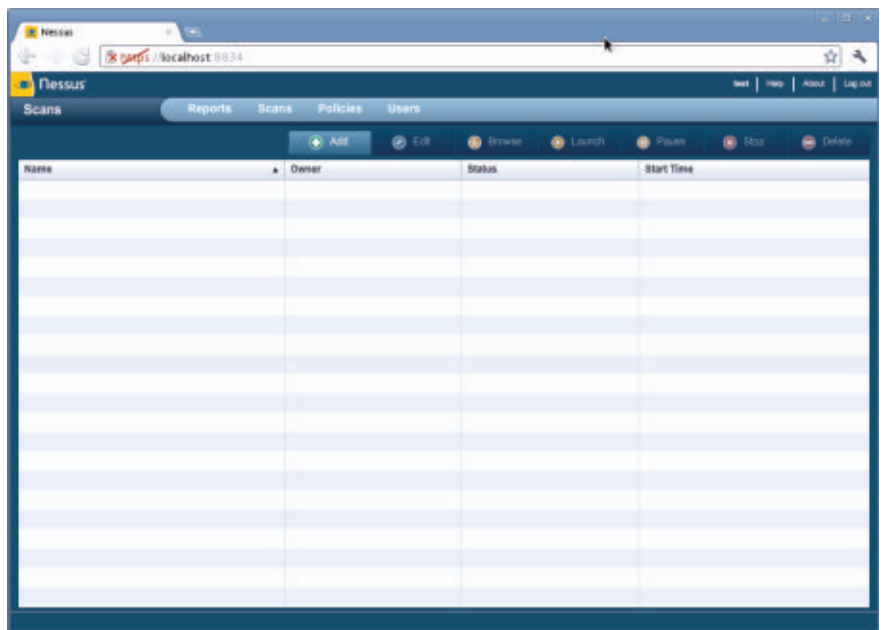 Nessus
https://localhost:8834
Nessus
test | Help | About | Log out
Scans Reports Scans Policies Users
Add Edit Browse Launch Pause Stop Delete
Name Owner Status Start Time